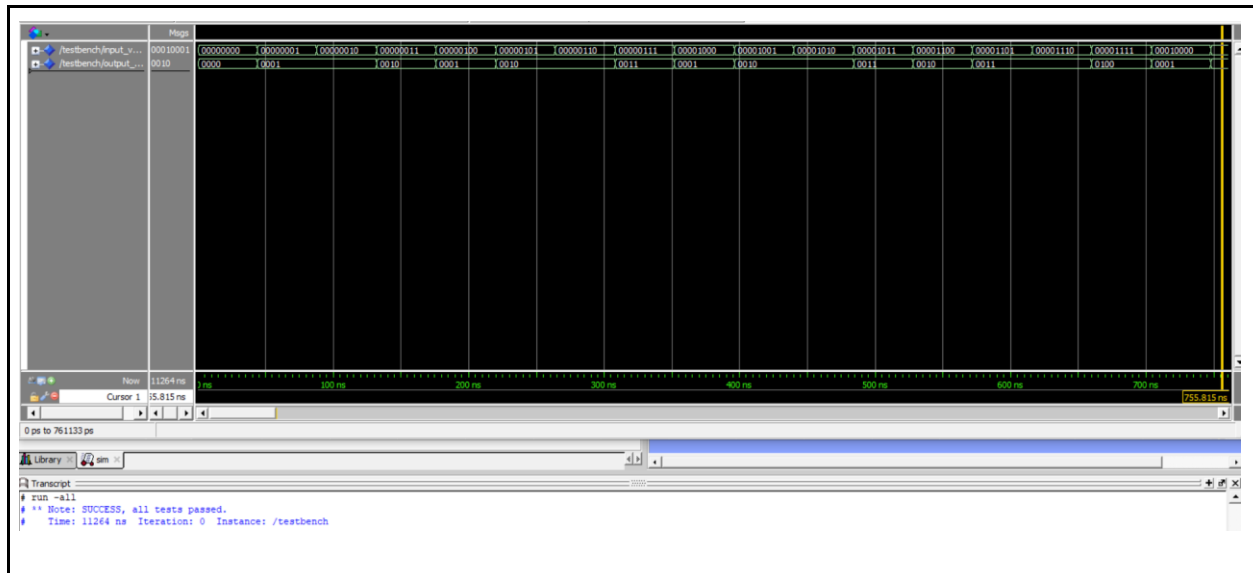 Msgs
/testbench/input_v... 00010001 00000000 00000001 00000010 00000011 00000100 00000101 00000110 00000111 00001000 00001001 00001010 00001011 00001100 00001101 00001110 00001111 00010000
/testbench/output_... 0010 0000 0001 0010 0001 0010 0011 0001 0010 0011 0010 0011 0100 0001
Now 11264 ns ns 100 ns 200 ns 300 ns 400 ns 500 ns 600 ns 700 ns
Cursor 1 55.815 ns 755.815 ns
0 ps to 761133 ps
Library sim
Transcript
# run -all
# ** Note: SUCCESS, all tests passed.
# Time: 11264 ns Iteration: 0 Instance: /testbench